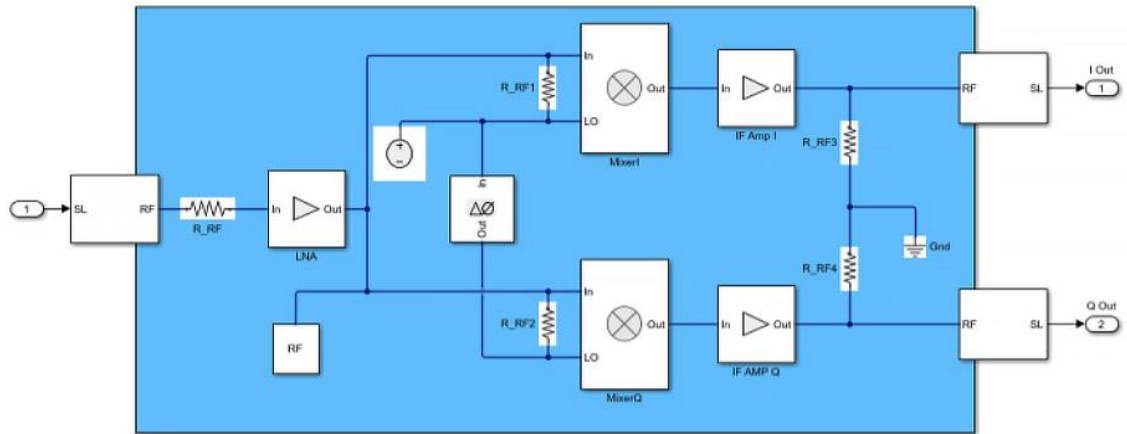 In
R_RF1
LO
Out
MixerI
In
Out
IF Amp I
RF
SL
I Out
1
R_RF3
+
-
In
ΔØ
Out
1
SL
RF
R_RF
In
Out
LNA
Gnd
R_RF4
RF
In
R_RF2
LO
Out
MixerQ
In
Out
IF AMP Q
RF
SL
Q Out
2